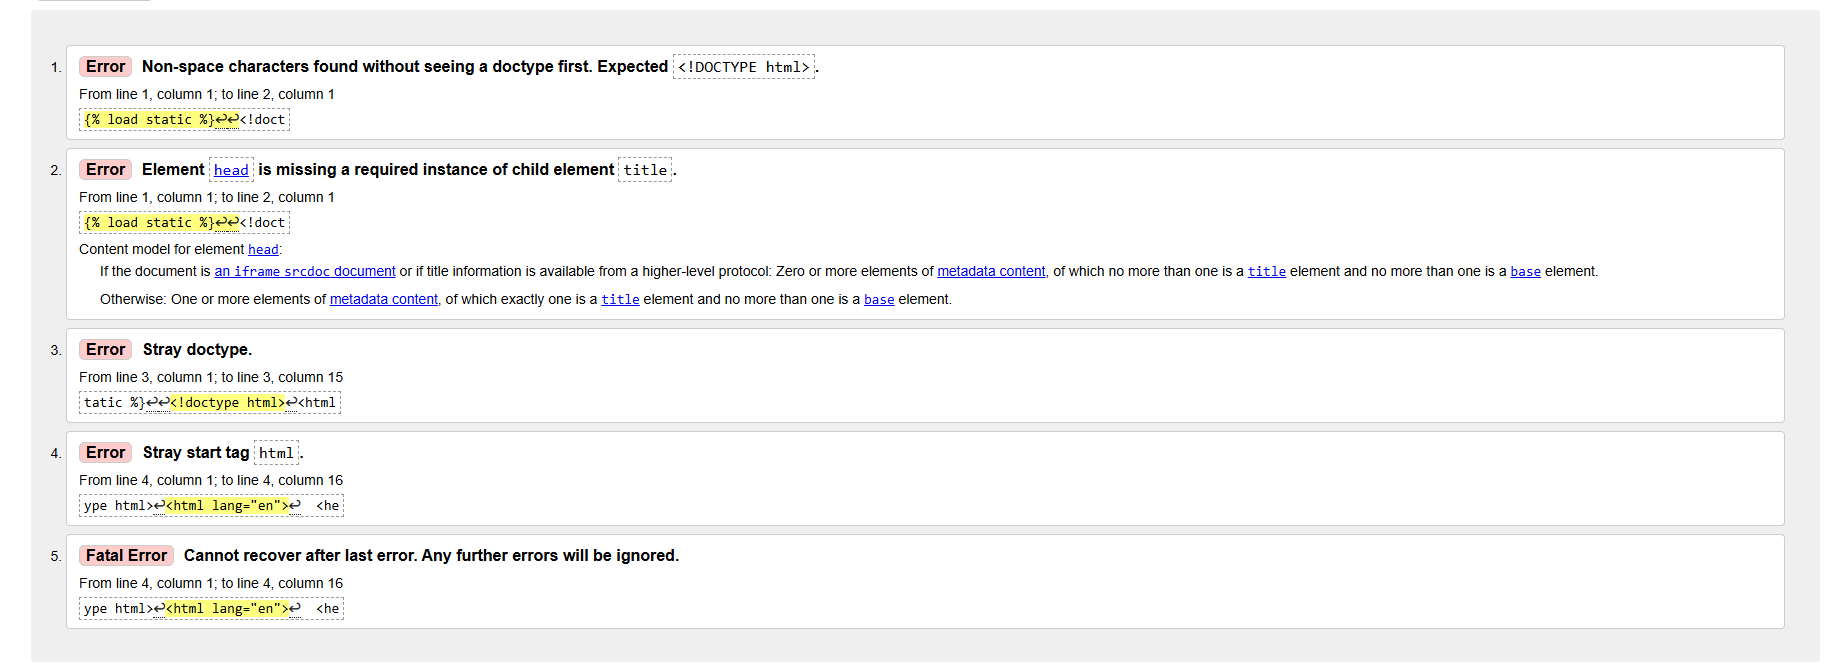 1. Error Non-space characters found without seeing a doctype first. Expected <!DOCTYPE html>.
From line 1, column 1; to line 2, column 1
{% load static %}↩↩<!doct
2. Error Element head is missing a required instance of child element title.
From line 1, column 1; to line 2, column 1
{% load static %}↩↩<!doct
Content model for element head:
If the document is an iframe srcdoc document or if title information is available from a higher-level protocol: Zero or more elements of metadata content, of which no more than one is a title element and no more than one is a base element.
Otherwise: One or more elements of metadata content, of which exactly one is a title element and no more than one is a base element.
3. Error Stray doctype.
From line 3, column 1; to line 3, column 15
tatic %}↩↩<!doctype html>↩<html
4. Error Stray start tag html.
From line 4, column 1; to line 4, column 16
ype html>↩<html lang="en">↩  <he
5. Fatal Error Cannot recover after last error. Any further errors will be ignored.
From line 4, column 1; to line 4, column 16
ype html>↩<html lang="en">↩  <he